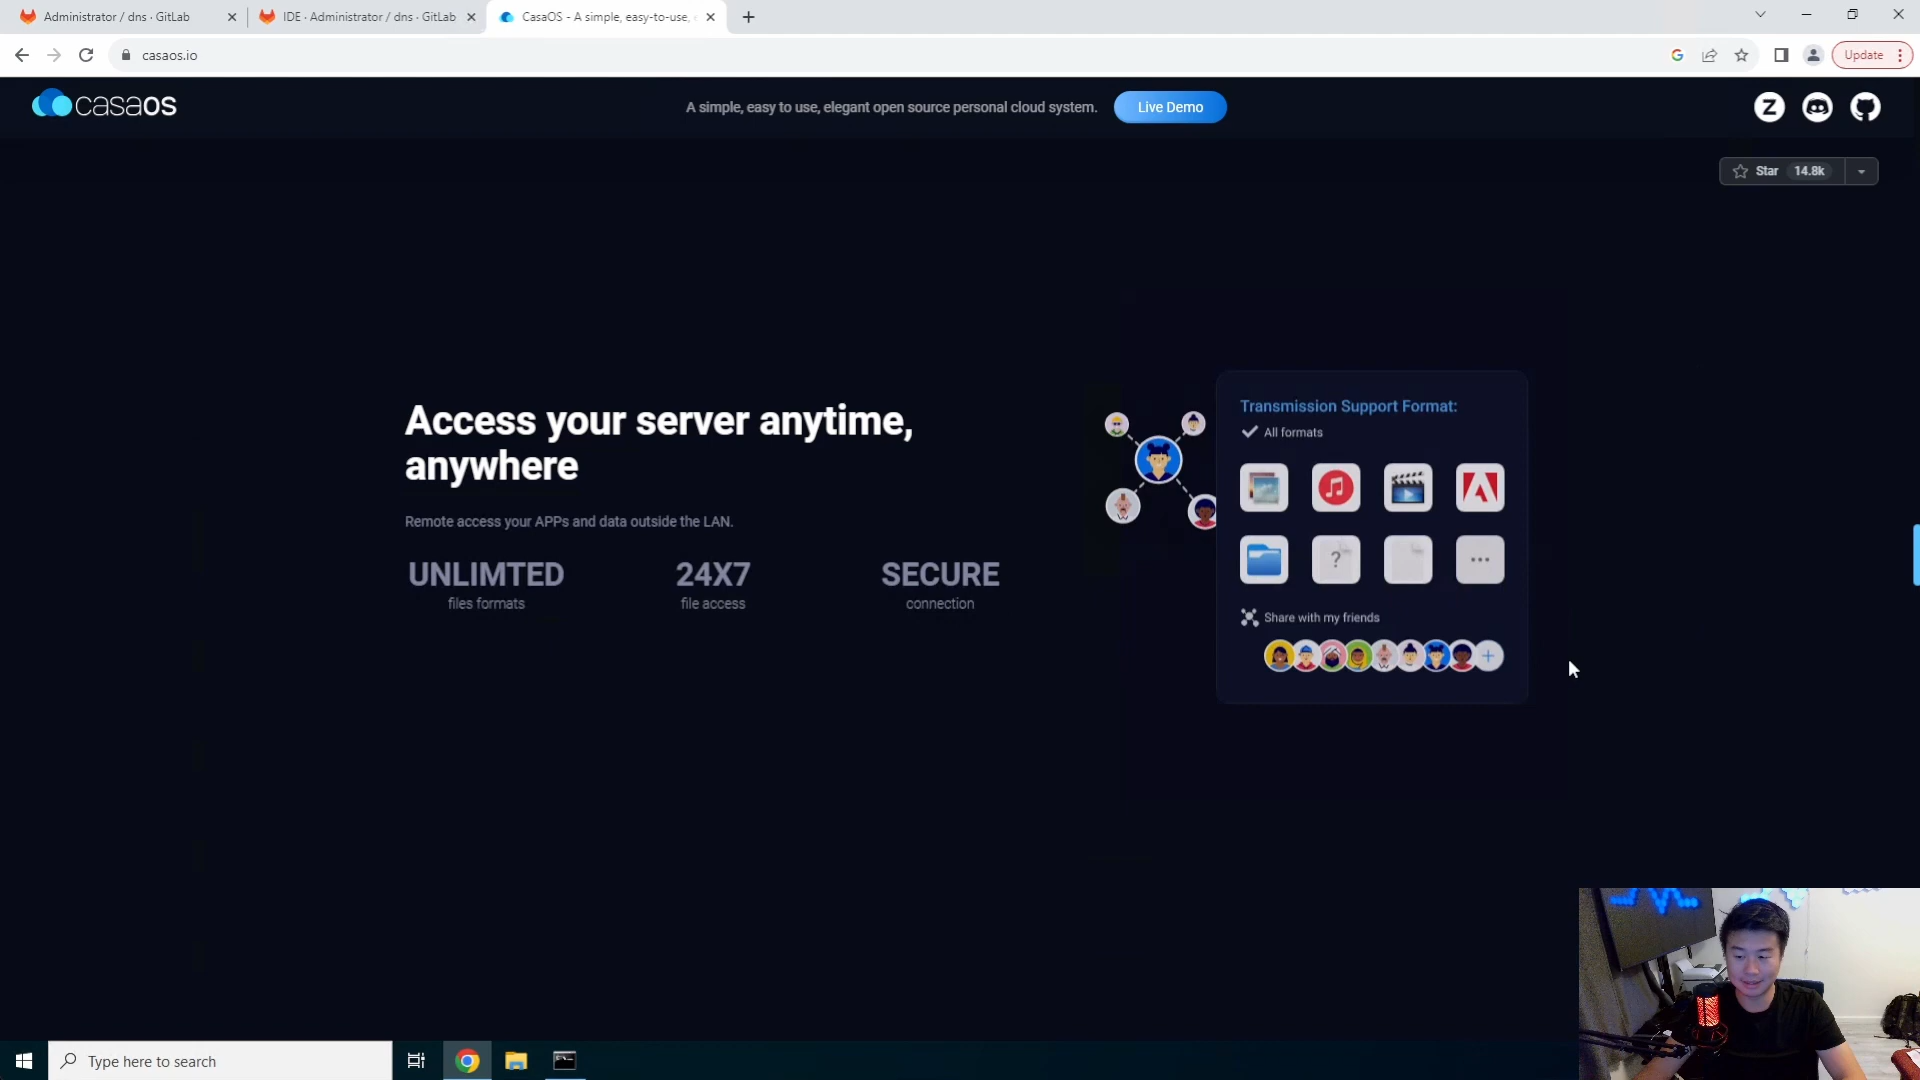 Administrator / dns · GitLab
IDE · Administrator / dns · GitLab
CasaOS - A simple, easy-to-use,
casaos.io
Update
casaOS
A simple, easy to use, elegant open source personal cloud system.
Live Demo
Z
Star 14.8k
Access your server anytime,
anywhere
Remote access your APPs and data outside the LAN.
UNLIMTED
files formats
24X7
file access
SECURE
connection
Transmission Support Format:
All formats
?
Share with my friends
Type here to search